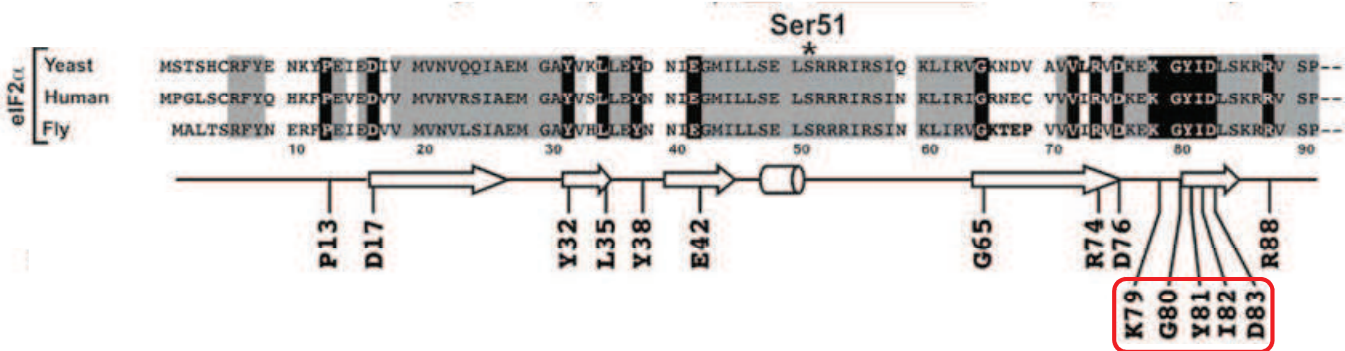 Ser51
*
eIF2α
Yeast MSTSHCRFYE NKYPEIEDIV MVNVQQIAEM GAYVKLLEYD NIEGMILLSE LSRRRIRSIQ KLIRVGKNDV AVVLRVDKEK GYIDLSKRRV SP--
Human MPGLSCRFYQ HKFPEVEDVV MVNVRSIAEM GAYVSLLEYN NIEGMILLSE LSRRRIRSIN KLIRIGRNEC VVVIRVDKEK GYIDLSKRRV SP--
Fly MALTSRFYN ERFPEIEDVV MVNVLSIAEM GAYVHLLEYN NIEGMILLSE LSRRRIRSIN KLIRVGKTEP VVVIRVDKEK GYIDLSKRRV SP--
10 20 30 40 50 60 70 80 90
P13 D17 Y32 L35 Y38 E42 G65 R74 D76 R88
K79 G80 Y81 I82 D83